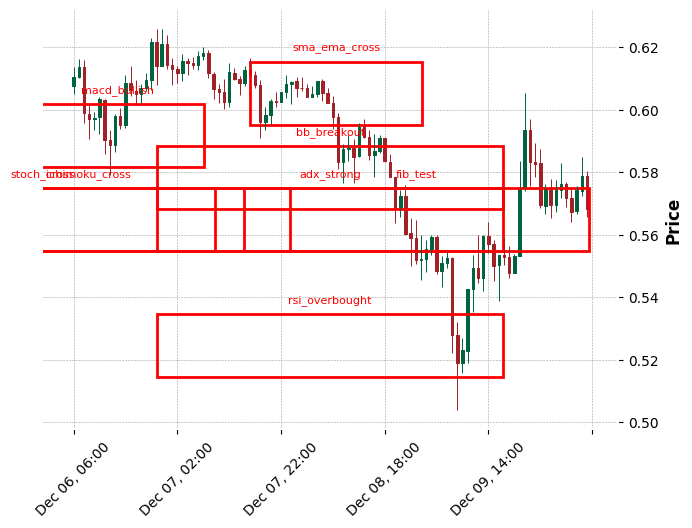 sma_ema_cross
0.62
macd_bullish
0.60
bb_breakout
0.58
stoch_cross
ichimoku_cross
adx_strong
fib_test
0.56
Price
0.54
rsi_overbought
0.52
0.50
Dec 06, 06:00
Dec 07, 02:00
Dec 07, 22:00
Dec 08, 18:00
Dec 09, 14:00